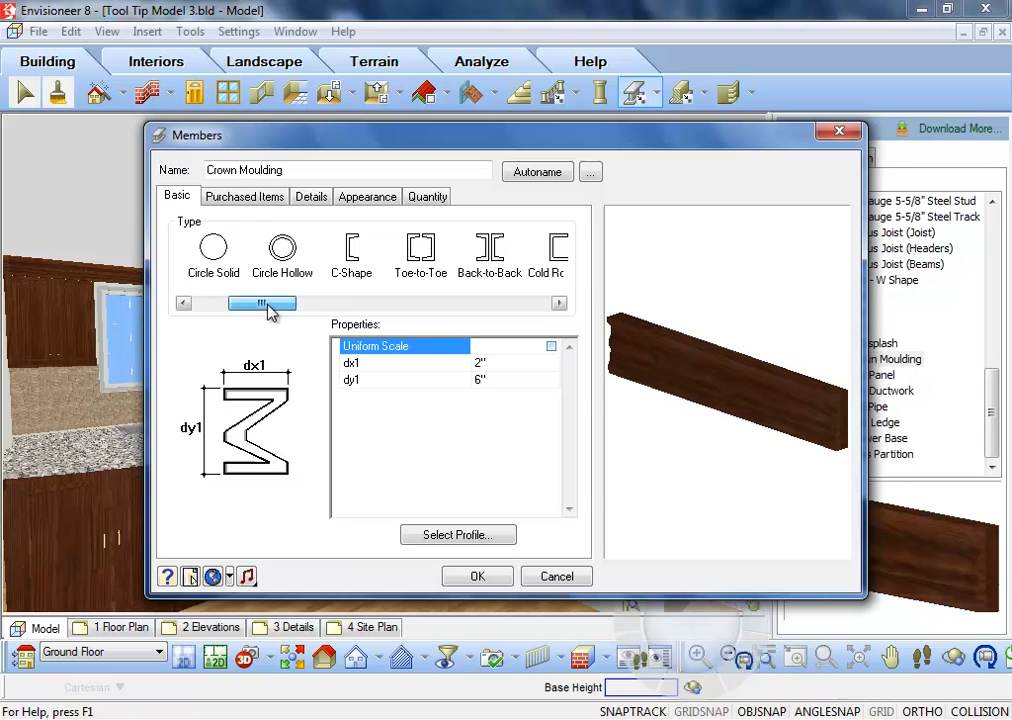 Envisioneer 8 - [Tool Tip Model 3.bld - Model]
File Edit View Insert Tools Settings Window Help
Building Interiors Landscape Terrain Analyze Help
Download More...
Members
Name: Crown Moulding Autoname ...
Basic Purchased Items Details Appearance Quantity
Type
Circle Solid Circle Hollow C-Shape Toe-to-Toe Back-to-Back Cold Ro
Properties:
Uniform Scale
dx1 2"
dy1 6"
dx1
dy1
Select Profile...
OK Cancel
auge 5-5/8" Steel Stud
auge 5-5/8" Steel Track
us Joist (Joist)
us Joist (Headers)
us Joist (Beams)
- W Shape
plash
wn Moulding
Panel
Ductwork
Pipe
Ledge
wer Base
s Partition
Model 1 Floor Plan 2 Elevations 3 Details 4 Site Plan
Ground Floor 2D 2D 3D
Cartesian Base Height
For Help, press F1 SNAPTRACK GRIDSNAP OBJSNAP ANGLESNAP GRID ORTHO COLLISION